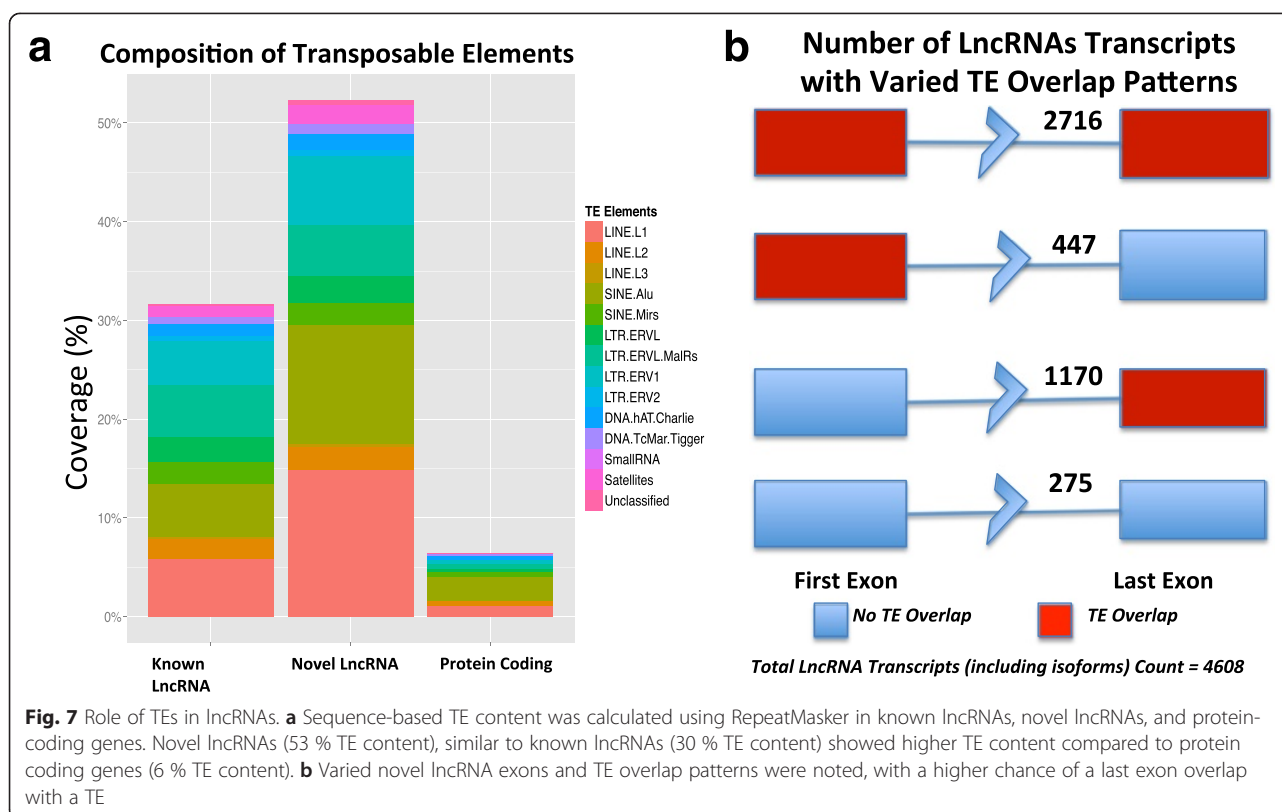 a
Composition of Transposable Elements
50%
40%
30%
20%
10%
0%
Coverage (%)
Known
LncRNA
Novel LncRNA
Protein Coding
TE Elements
LINE.L1
LINE.L2
LINE.L3
SINE.Alu
SINE.Mirs
LTR.ERVL
LTR.ERVL.MalRs
LTR.ERV1
LTR.ERV2
DNA.hAT.Charlie
DNA.TcMar.Tigger
SmallRNA
Satellites
Unclassified
b
Number of LncRNAs Transcripts
with Varied TE Overlap Patterns
2716
447
1170
275
First Exon
Last Exon
No TE Overlap
TE Overlap
Total LncRNA Transcripts (including isoforms) Count = 4608
Fig. 7 Role of TEs in lncRNAs. a Sequence-based TE content was calculated using RepeatMasker in known lncRNAs, novel lncRNAs, and protein-
coding genes. Novel lncRNAs (53 % TE content), similar to known lncRNAs (30 % TE content) showed higher TE content compared to protein
coding genes (6 % TE content). b Varied novel lncRNA exons and TE overlap patterns were noted, with a higher chance of a last exon overlap
with a TE